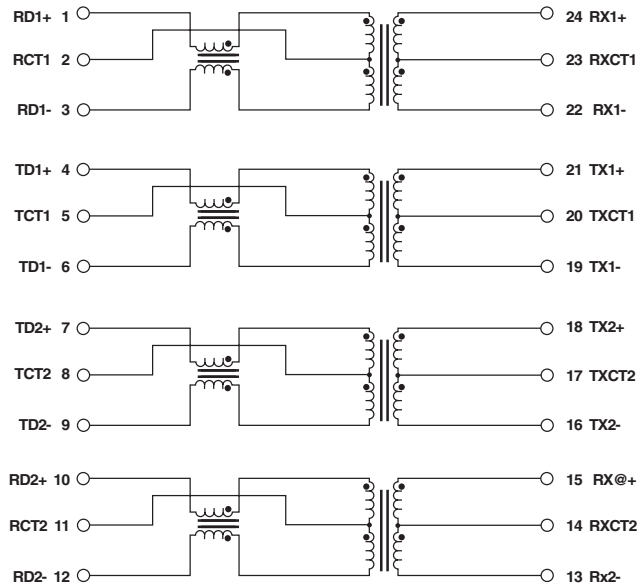 RD1+ 1
24 RX1+
RCT1 2
23 RXCT1
RD1- 3
22 RX1-
TD1+ 4
21 TX1+
TCT1 5
20 TXCT1
TD1- 6
19 TX1-
TD2+ 7
18 TX2+
TCT2 8
17 TXCT2
TD2- 9
16 TX2-
RD2+ 10
15 RX@+
RCT2 11
14 RXCT2
RD2- 12
13 Rx2-